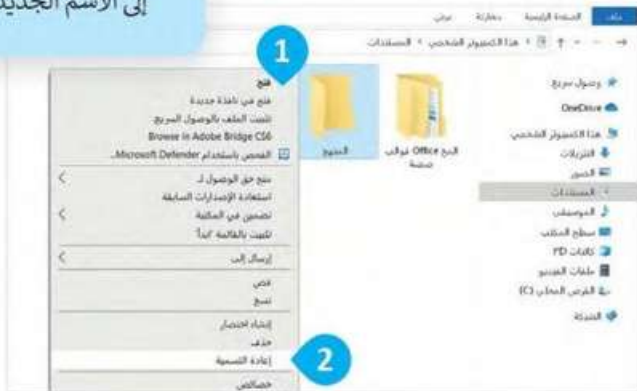 إلى الاسم الجديد
ملف
الصفحة الرئيسية
مشاركة
عرض
هذا الكمبيوتر الشخصي
المستندات
1
وصول سريع
OneDrive
هذا الكمبيوتر الشخصي
التنزيلات
الصور
المستندات
الموسيقى
سطح المكتب
كائنات 3D
ملفات الفيديو
القرص المحلي (C)
الشبكة
Office قوالب
فتح
فتح في نافذة جديدة
تثبيت الملف بالوصول السريع
Browse in Adobe Bridge CS6
الفحص باستخدام Microsoft Defender...
منح حق الوصول لـ
استعادة الإصدارات السابقة
تضمين في المكتبة
تثبيت بالقائمة "ابدأ"
إرسال إلى
قص
نسخ
إنشاء اختصار
حذف
إعادة التسمية
2
خصائص